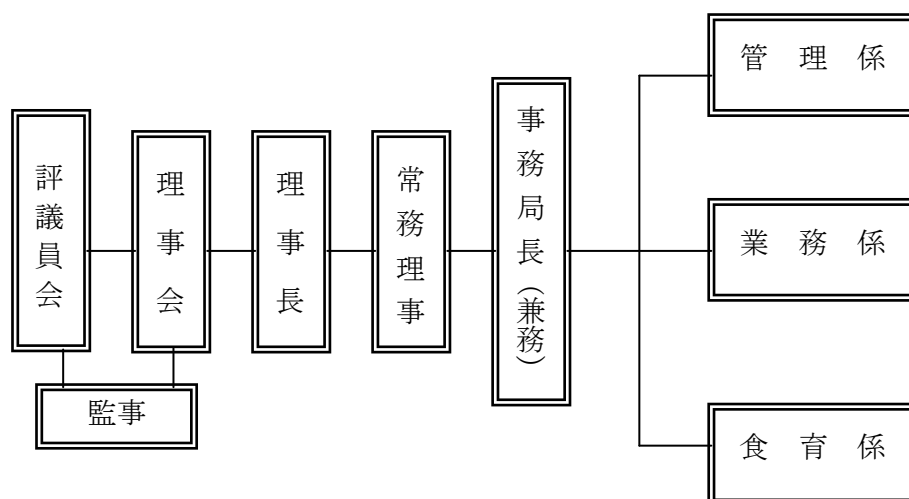 評議員会
理事会
理事長
常務理事
事務局長（兼務）
管理係
業務係
食育係
監事